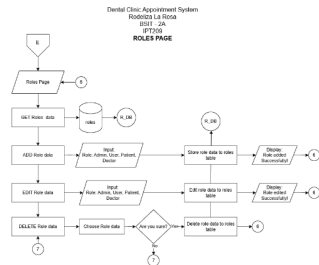 Dental Clinic Appointment System
Rodeliza La Rosa
BSIT - 2A
IPT209
ROLES PAGE
E
Roles Page
6
GET Roles data
roles
R_DB
R_DB
ADD Role data
Input:
Role: Admin, User, Patient,
Doctor
Store role data to roles
table
Display:
Role added
Successfully!
6
EDIT Role data
Input:
Role: Admin, User, Patient,
Doctor
Edit role data to roles
table
Display:
Role added
Successfully!
6
DELETE Role data
Choose Role data
Are you sure?
Yes
Delete role data to roles
table
6
No
7
7